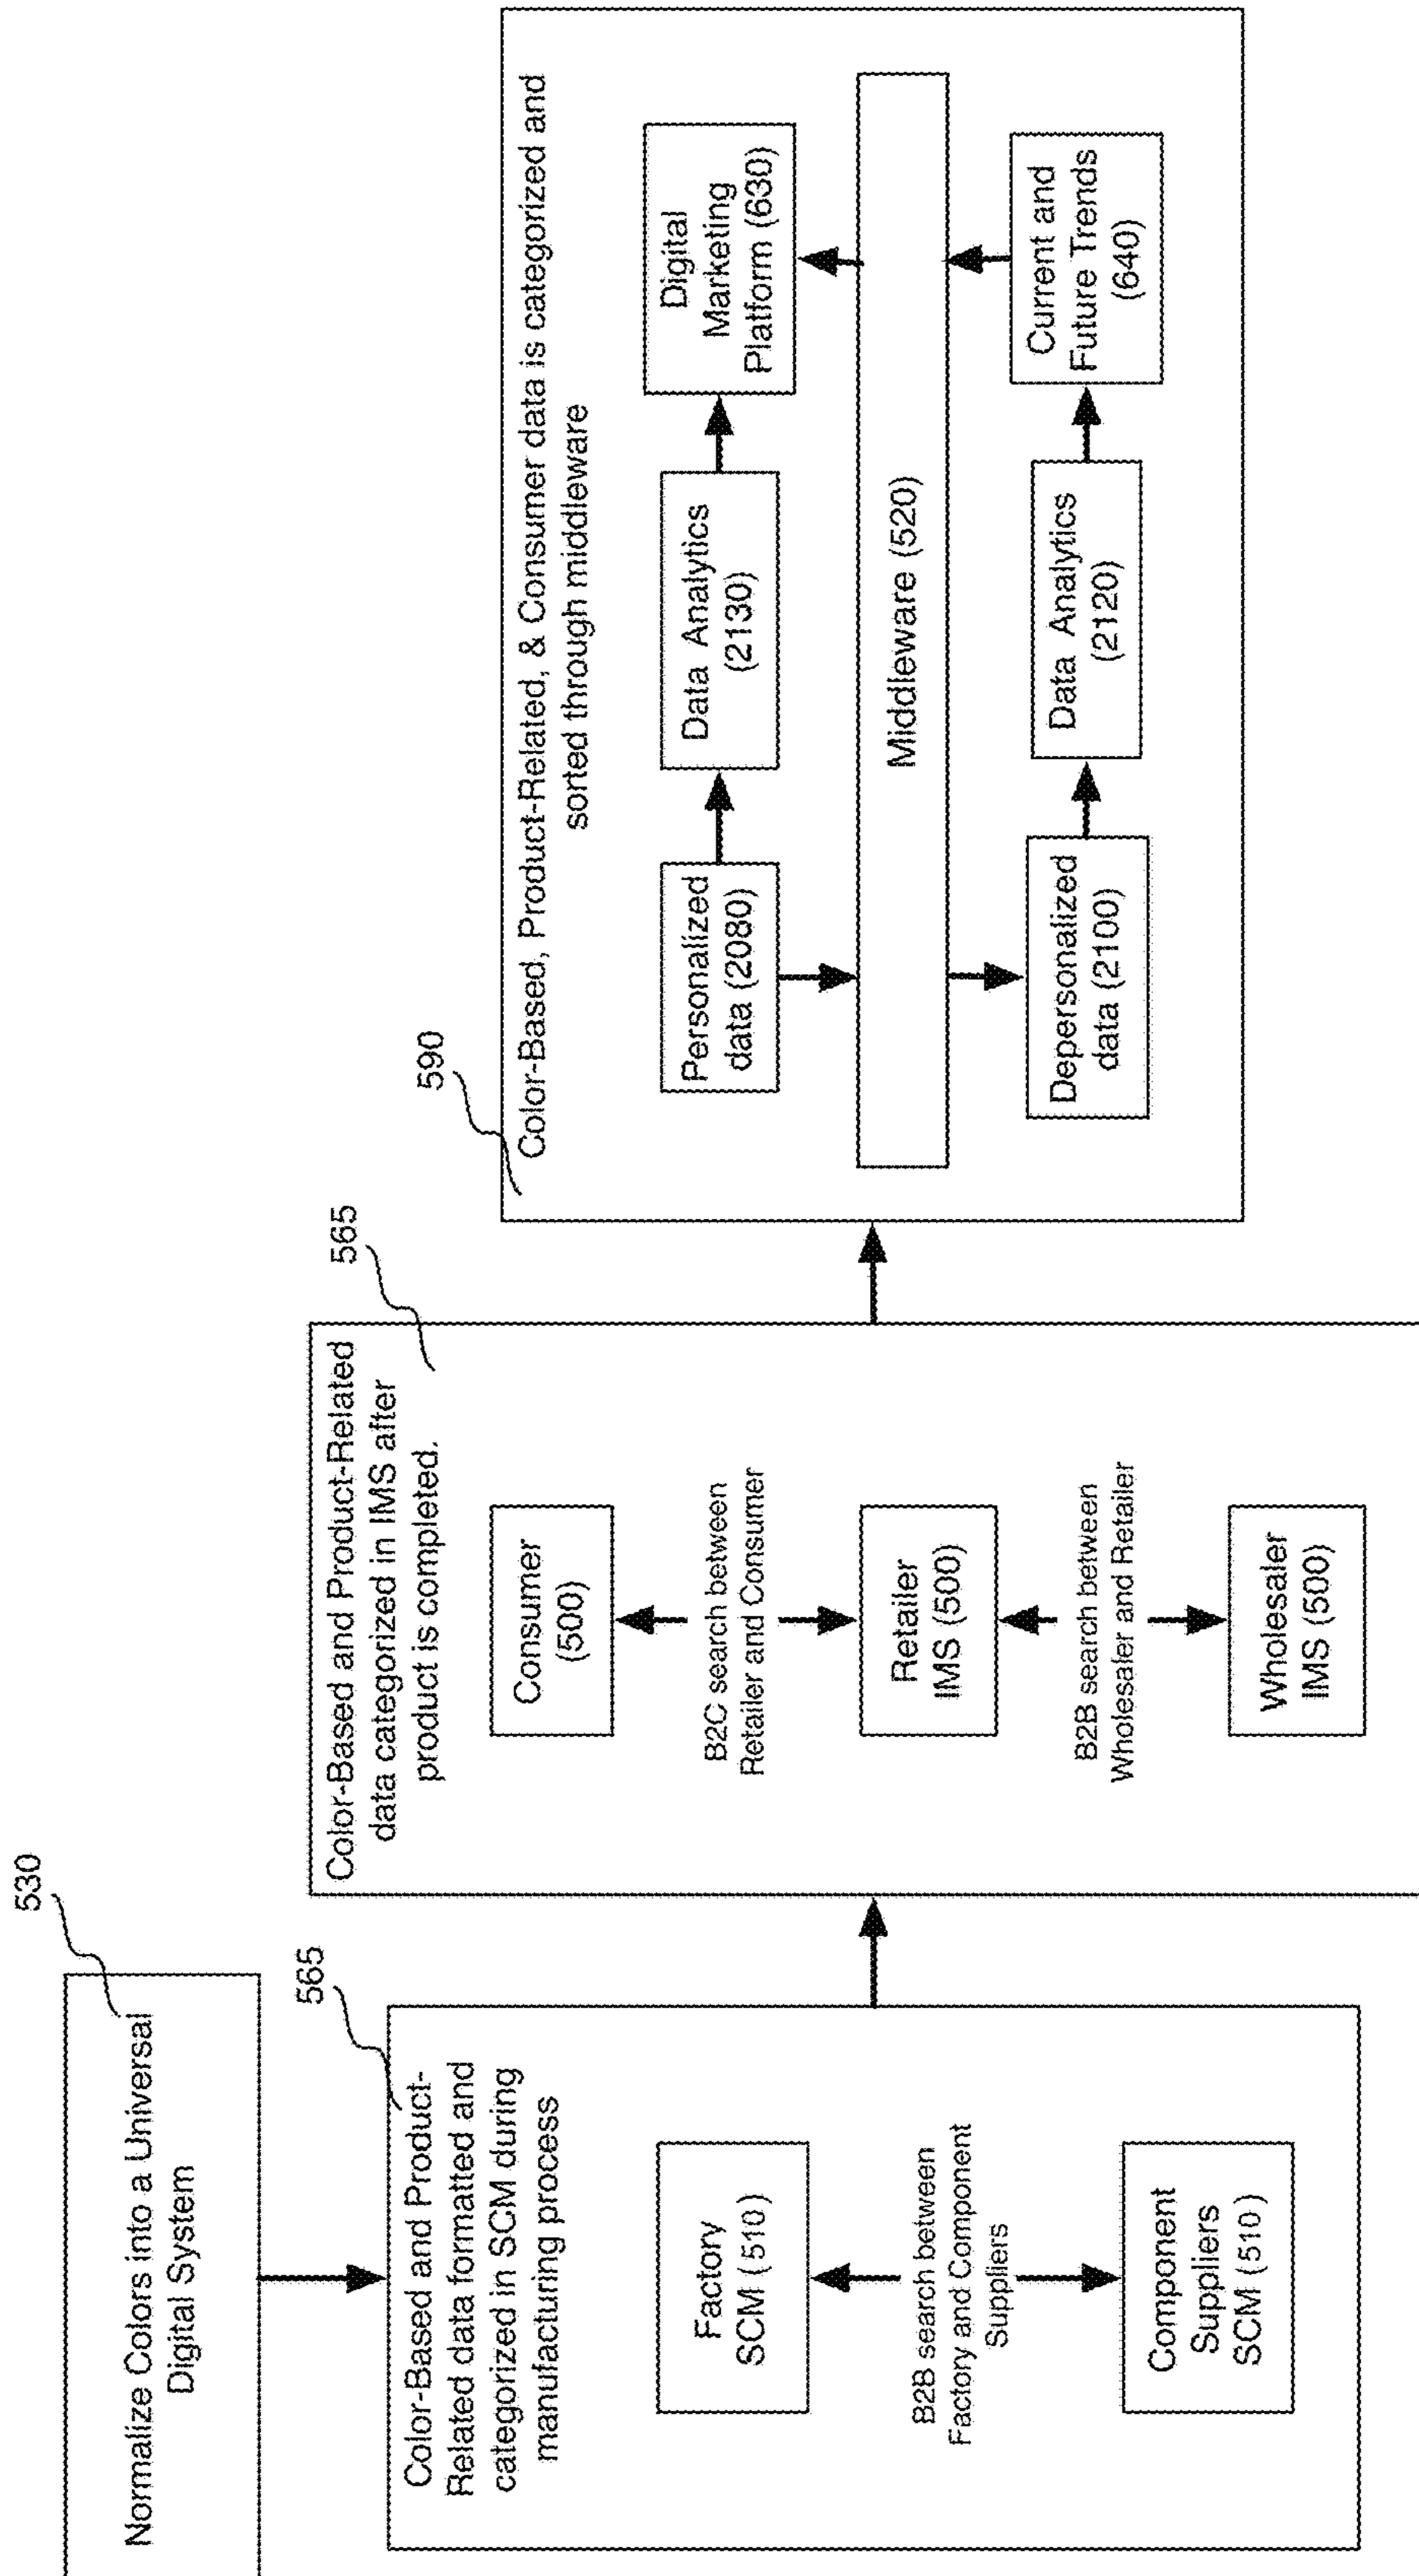 530
Normalize Colors into a Universal
Digital System
565
Color-Based and Product-
Related data formatted and
categorized in SCM during
manufacturing process
Factory
SCM (510)
B2B search between
Factory and Component
Suppliers
Component
Suppliers
SCM (510)
565
Color-Based and Product-Related
data categorized in IMS after
product is completed.
Consumer
(500)
B2C search between
Retailer and Consumer
Retailer
IMS (500)
B2B search between
Wholesaler and Retailer
Wholesaler
IMS (500)
590
Color-Based, Product-Related, & Consumer data is categorized and
sorted through middleware
Personalized
data (2080)
Data Analytics
(2130)
Digital
Marketing
Platform (630)
Middleware (520)
Depersonalized
data (2100)
Data Analytics
(2120)
Current and
Future Trends
(640)